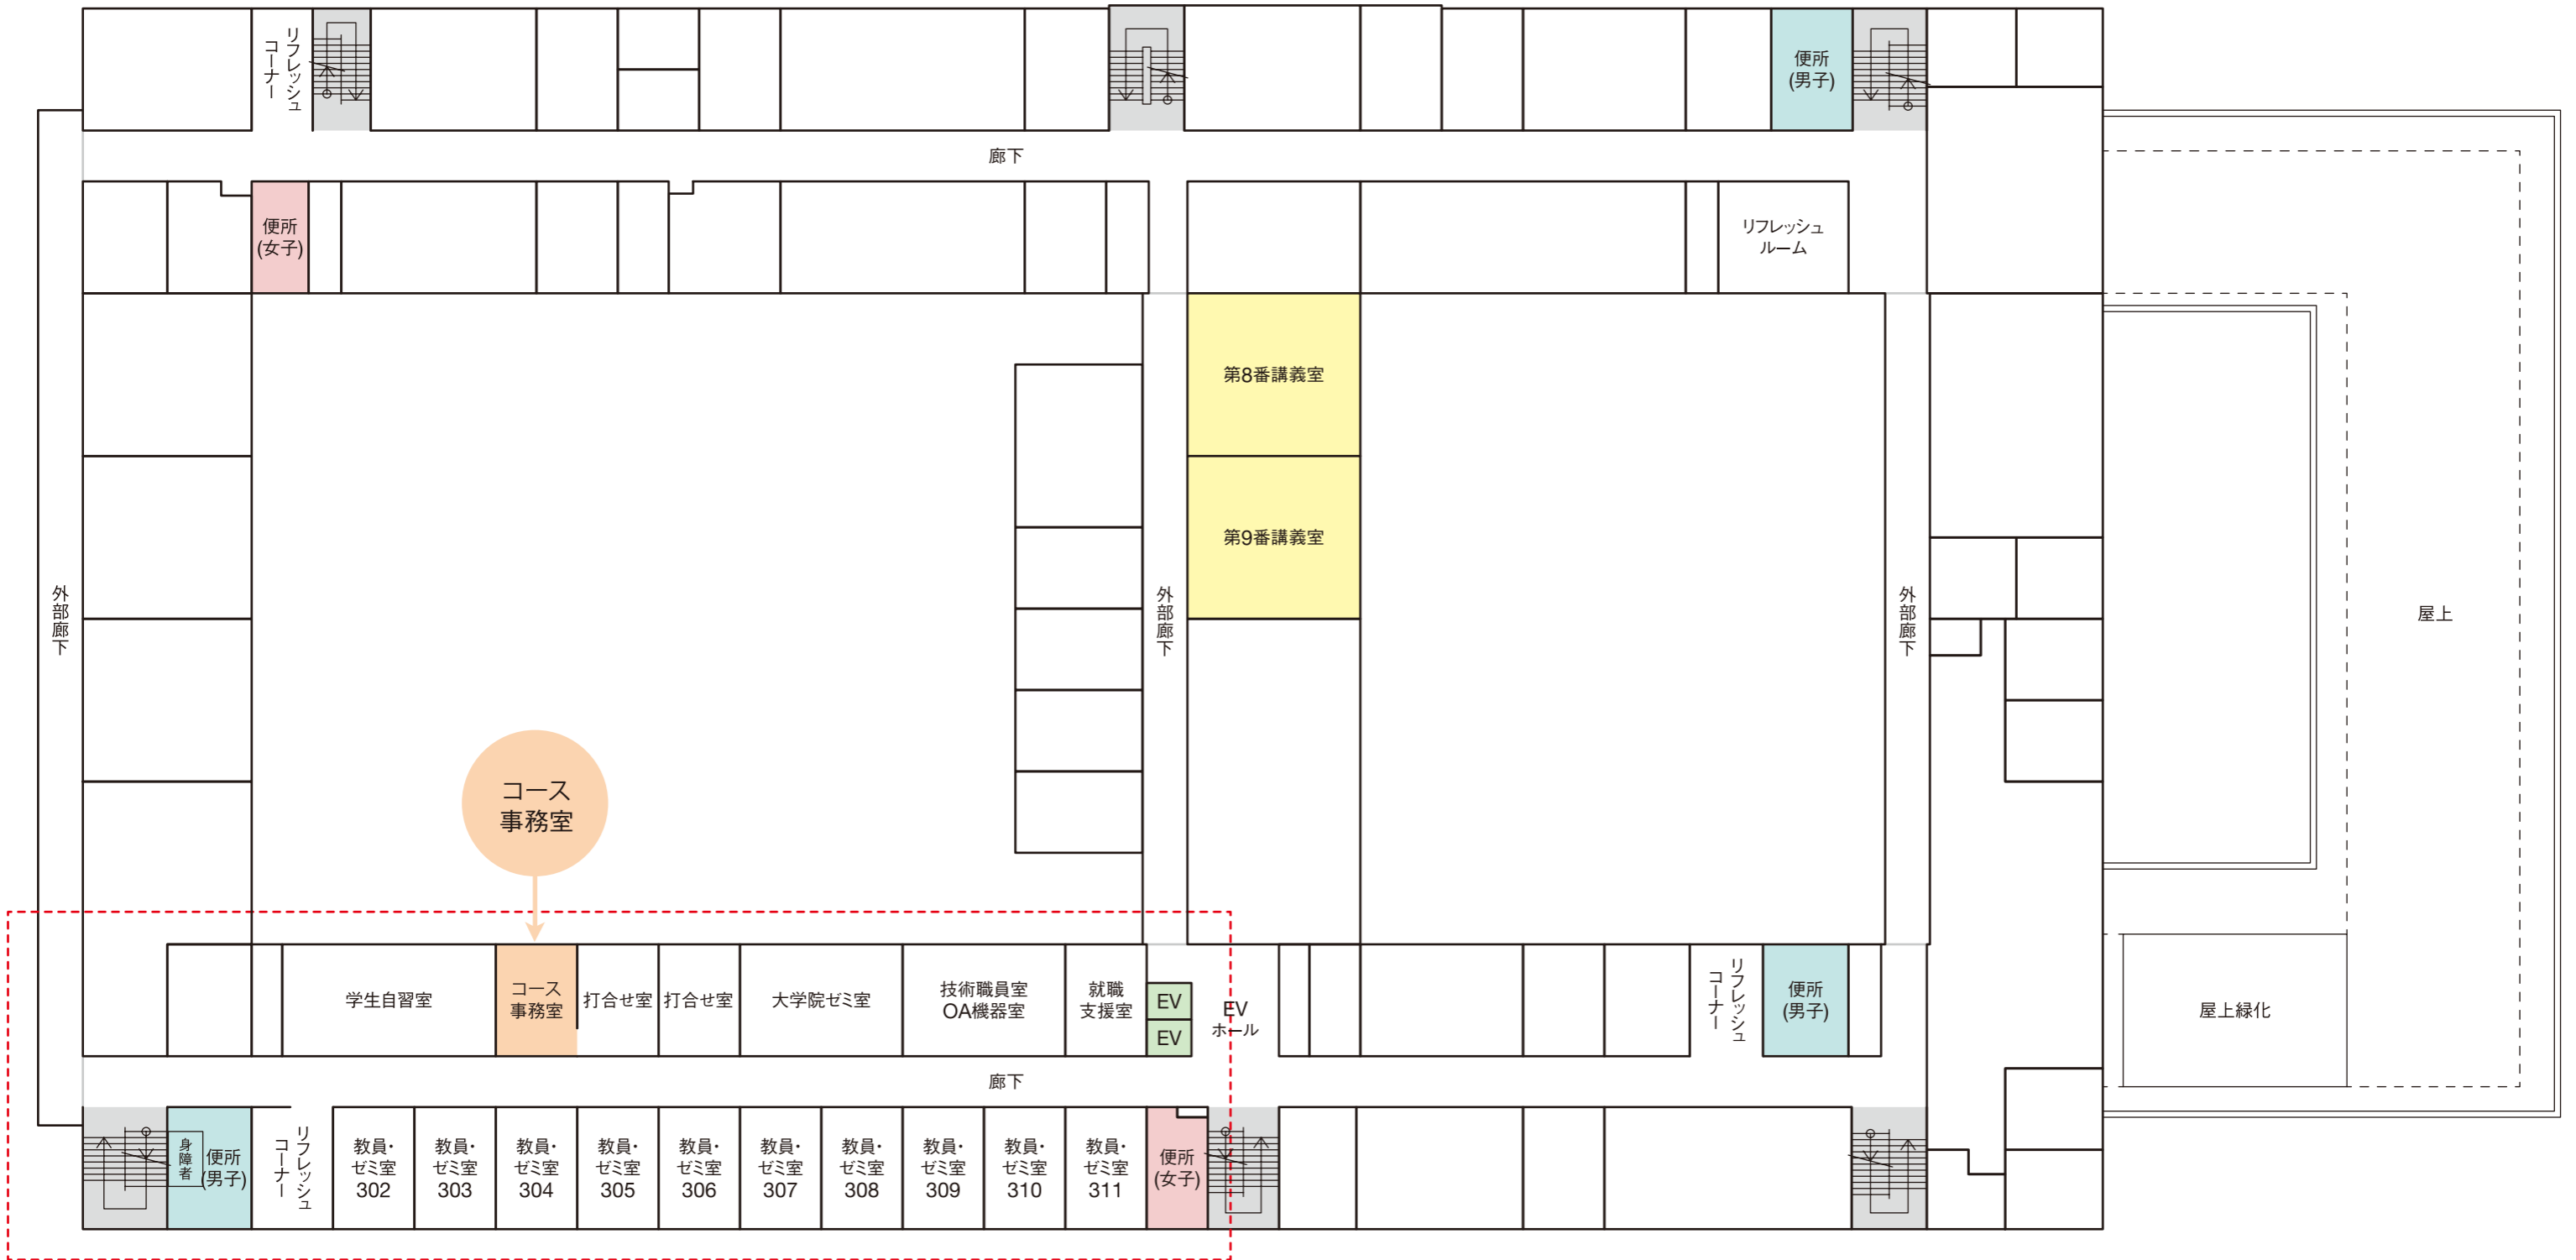 リフレッシュ
コーナー
便所
(男子)
廊下
便所
(女子)
リフレッシュ
ルーム
第8番講義室
第9番講義室
外部廊下
外部廊下
外部廊下
屋上
コース
事務室
学生自習室
コース
事務室
打合せ室
打合せ室
大学院ゼミ室
技術職員室
OA機器室
就職
支援室
EV
EV
EV
ホール
リフレッシュ
コーナー
便所
(男子)
屋上緑化
廊下
身障者
便所
(男子)
リフレッシュ
コーナー
教員・
ゼミ室
302
教員・
ゼミ室
303
教員・
ゼミ室
304
教員・
ゼミ室
305
教員・
ゼミ室
306
教員・
ゼミ室
307
教員・
ゼミ室
308
教員・
ゼミ室
309
教員・
ゼミ室
310
教員・
ゼミ室
311
便所
(女子)